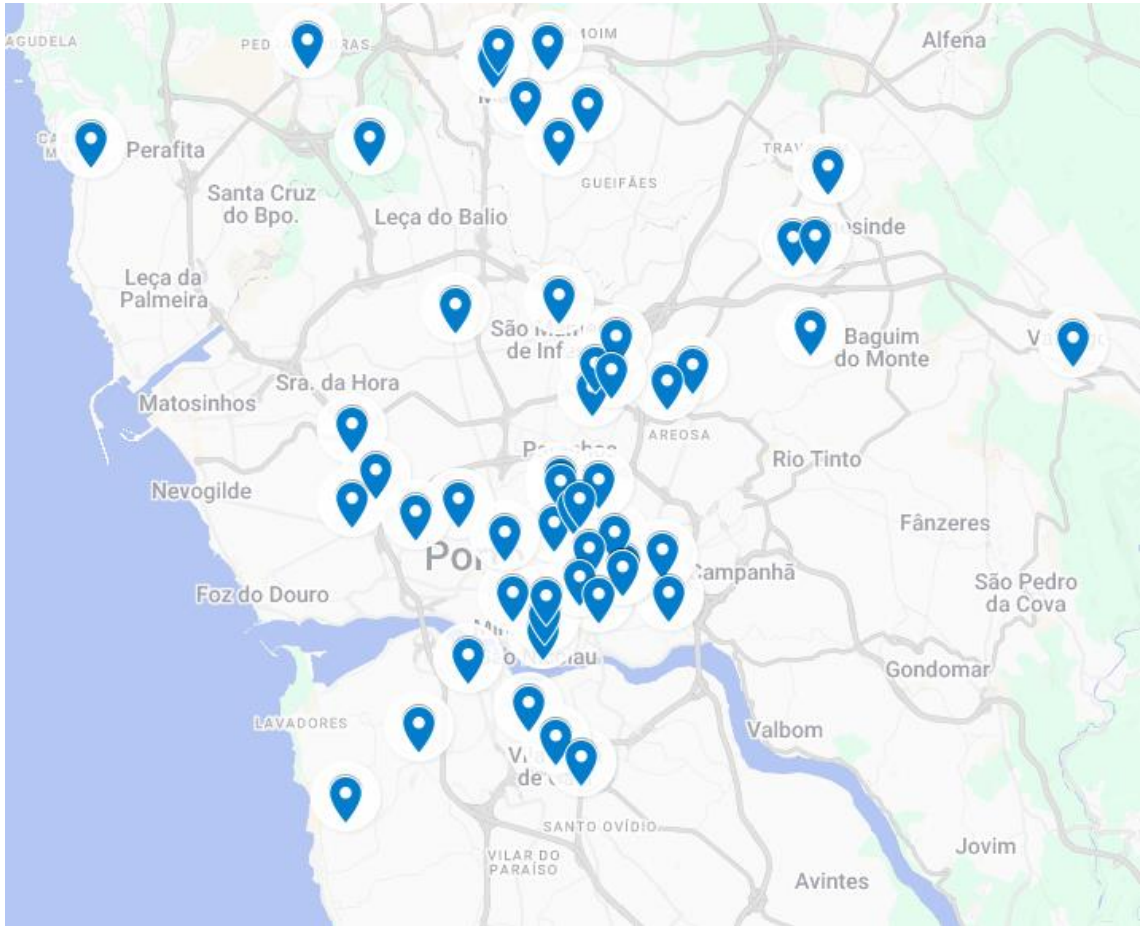 AGUDELA
Alfena
Perafita
Santa Cruz
do Bpo.
GUEIFÃES
Leça do Balio
Leça da
Palmeira
Baguim
do Monte
Sra. da Hora
Matosinhos
AREOSA
Rio Tinto
Nevogilde
Fânzeres
Campanhã
São Pedro
da Cova
Foz do Douro
Gondomar
LAVADORES
Valbom
SANTO OVÍDIO
VILAR DO
PARAÍSO
Jovim
Avintes